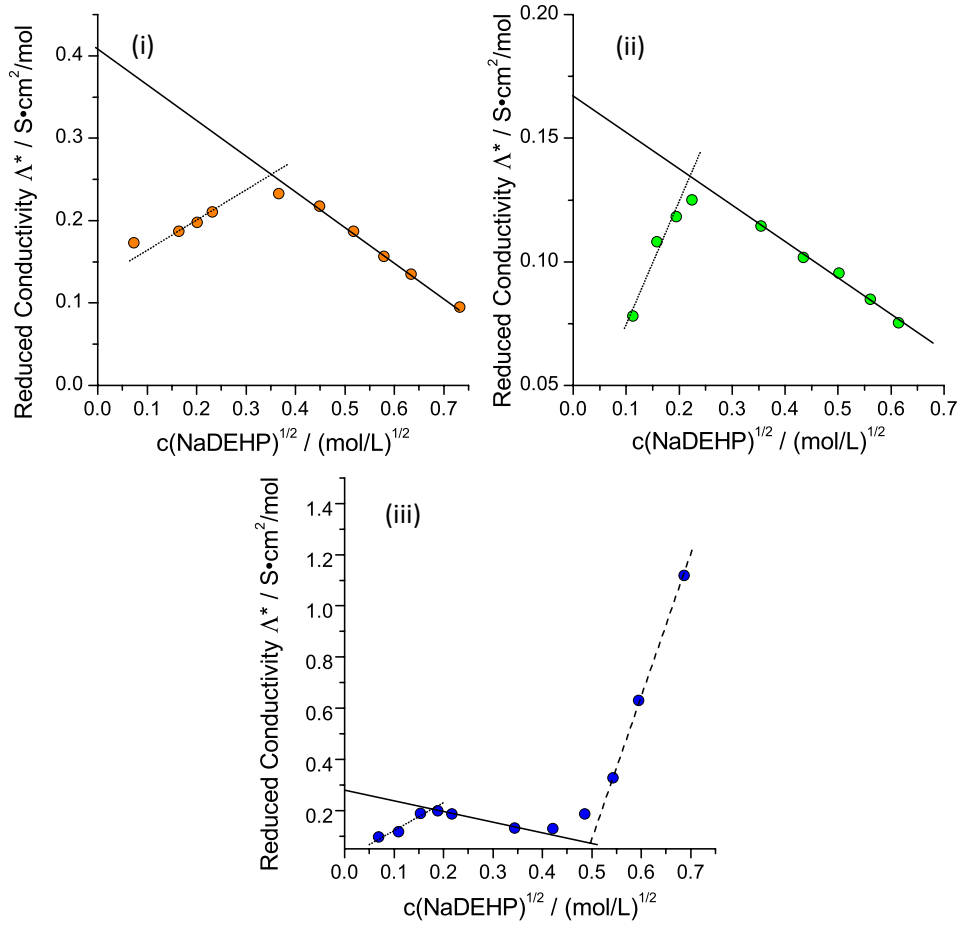 (i)
Reduced Conductivity Λ* / S•cm²/mol
0.4
0.3
0.2
0.1
0.0
0.0 0.1 0.2 0.3 0.4 0.5 0.6 0.7
c(NaDEHP)^1/2 / (mol/L)^1/2
(ii)
Reduced Conductivity Λ* / S•cm²/mol
0.20
0.15
0.10
0.05
0.0 0.1 0.2 0.3 0.4 0.5 0.6 0.7
c(NaDEHP)^1/2 / (mol/L)^1/2
(iii)
Reduced Conductivity Λ* / S•cm²/mol
1.4
1.2
1.0
0.8
0.6
0.4
0.2
0.0 0.1 0.2 0.3 0.4 0.5 0.6 0.7
c(NaDEHP)^1/2 / (mol/L)^1/2